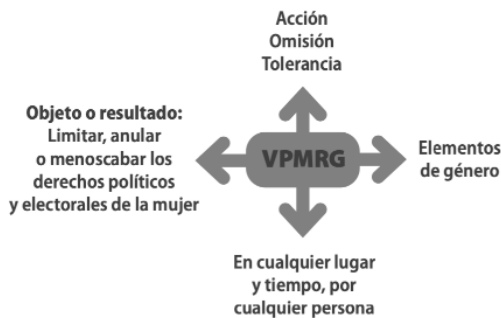 Acción
Omisión
Tolerancia
Objeto o resultado:
Limitar, anular
o menoscabar los
derechos políticos
y electorales de la mujer
VPMRG
Elementos
de género
En cualquier lugar
y tiempo, por
cualquier persona